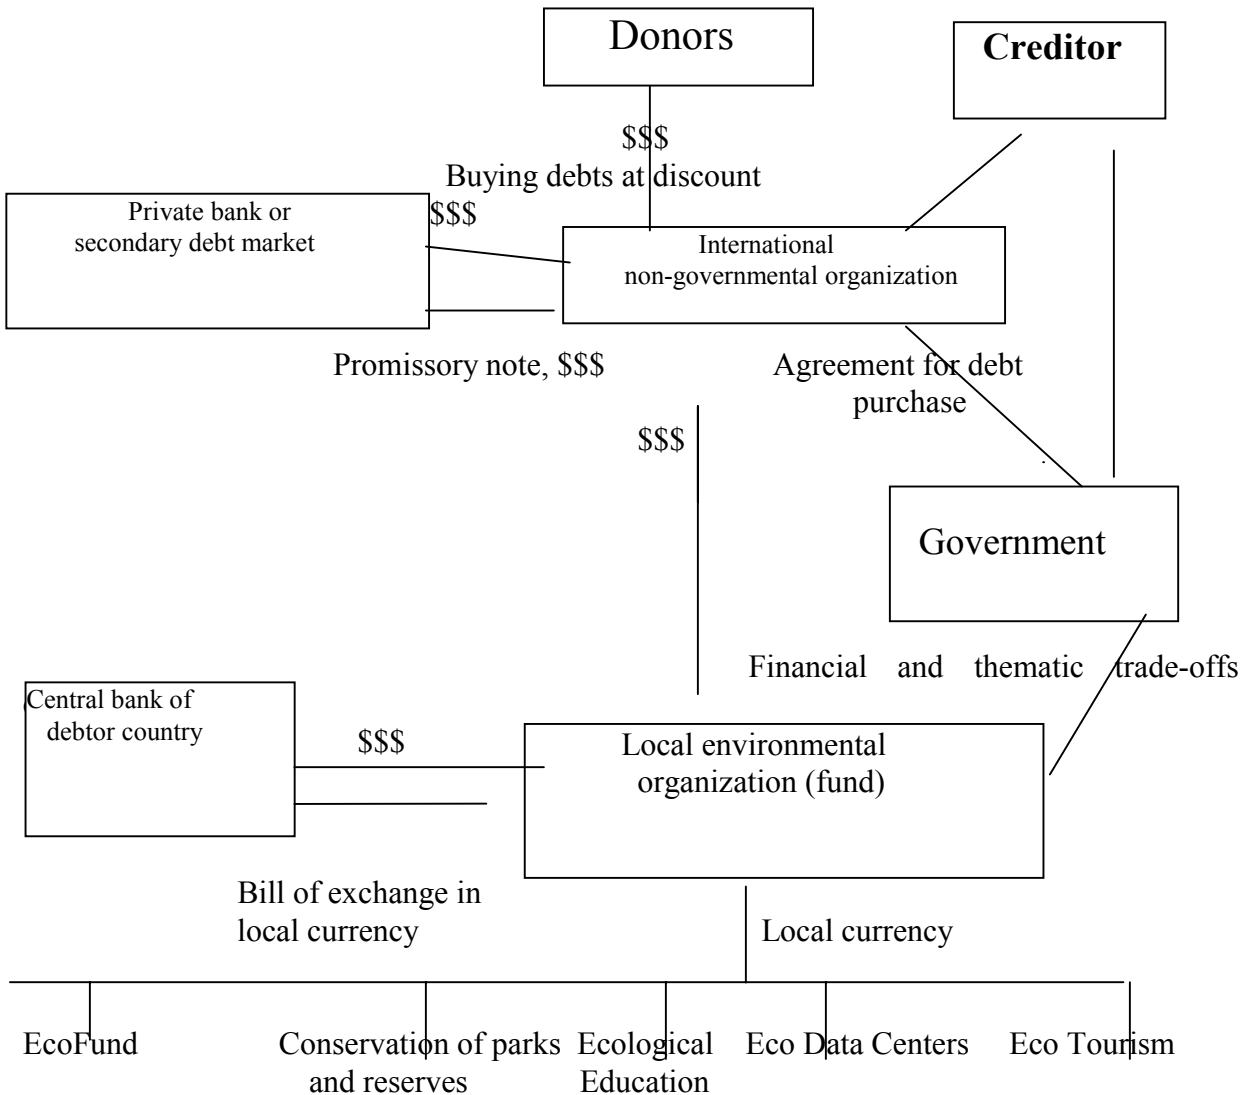 Donors
Creditor
$$$
Buying debts at discount
Private bank or
secondary debt market
$$$
International
non-governmental organization
Promissory note, $$$
Agreement for debt
purchase
$$$
Government
Financial and thematic trade-offs
Central bank of
debtor country
$$$
Local environmental
organization (fund)
Bill of exchange in
local currency
Local currency
EcoFund
Conservation of parks
and reserves
Ecological
Education
Eco Data Centers
Eco Tourism